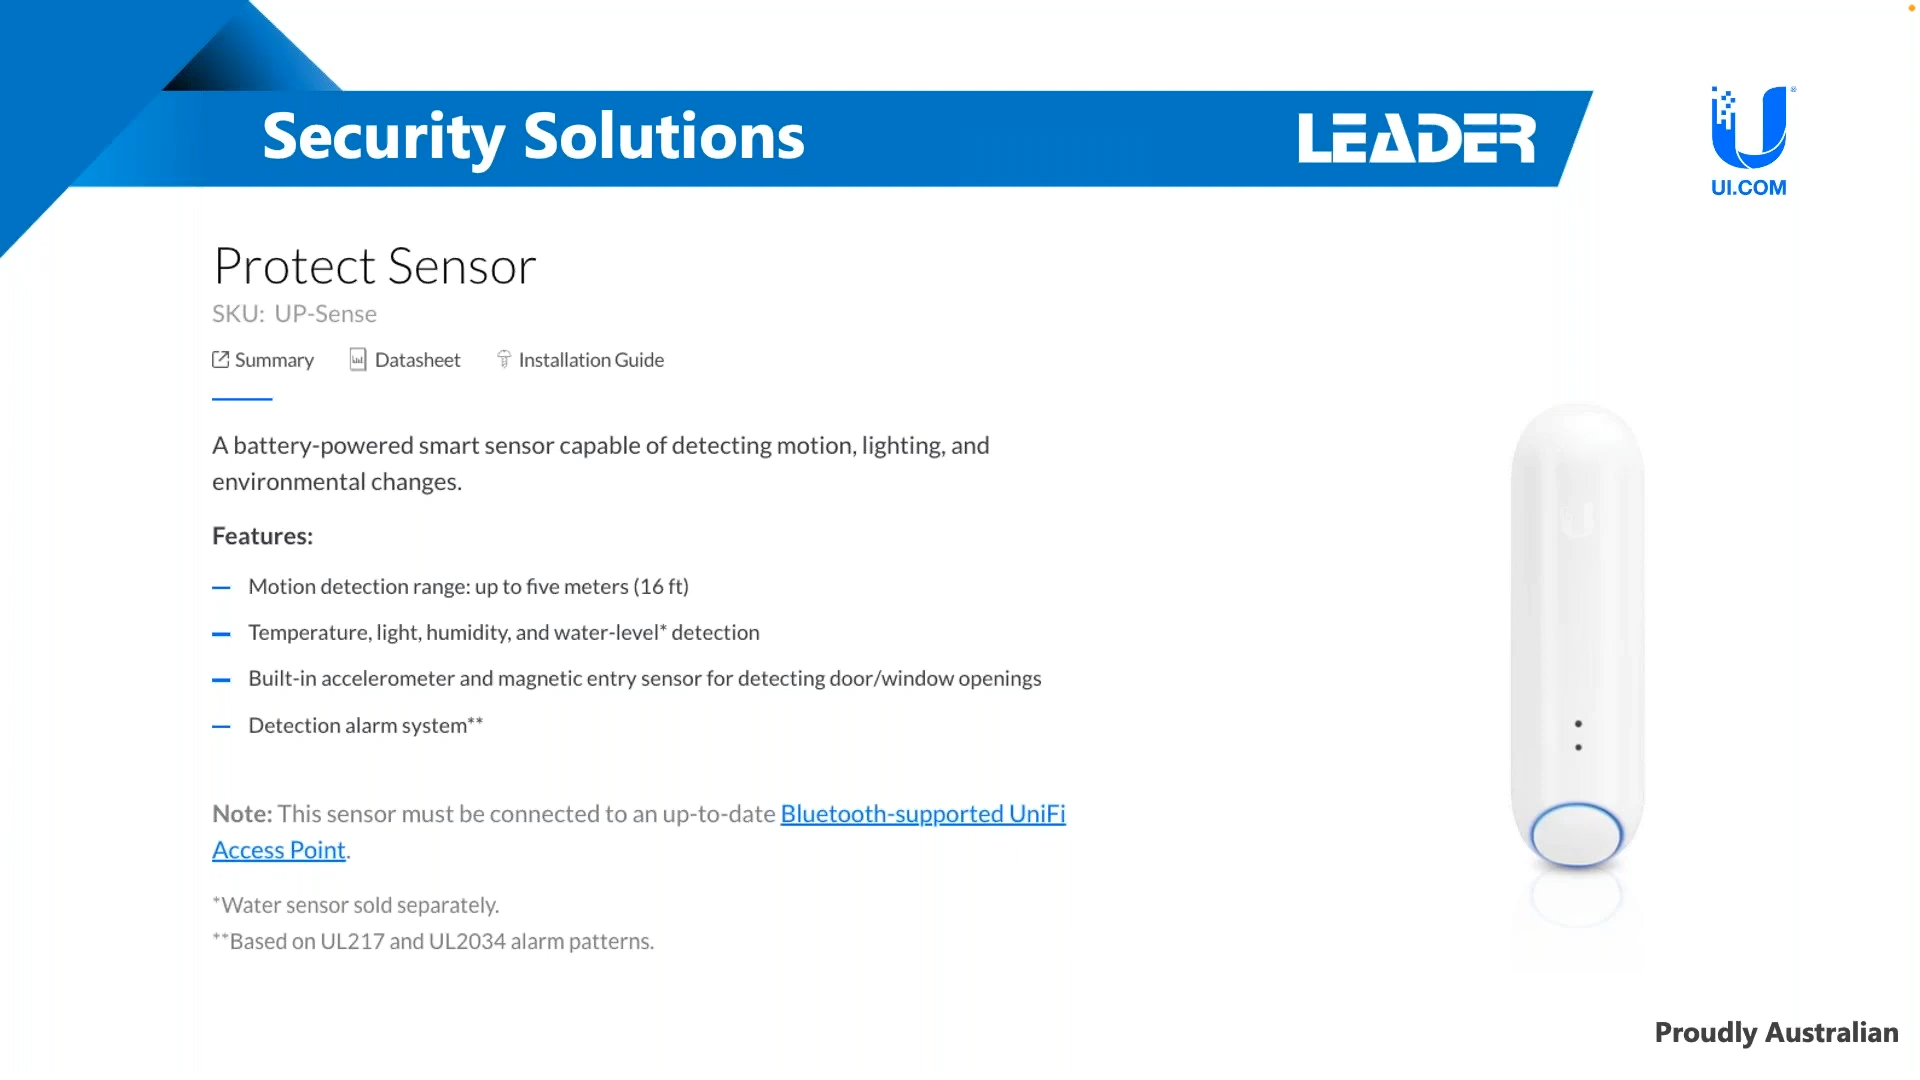 Security Solutions
LEADER
UI.COM
Protect Sensor
SKU: UP-Sense
Summary Datasheet Installation Guide
A battery-powered smart sensor capable of detecting motion, lighting, and
environmental changes.
Features:
— Motion detection range: up to five meters (16 ft)
— Temperature, light, humidity, and water-level* detection
— Built-in accelerometer and magnetic entry sensor for detecting door/window openings
— Detection alarm system**
Note: This sensor must be connected to an up-to-date Bluetooth-supported UniFi
Access Point.
*Water sensor sold separately.
**Based on UL217 and UL2034 alarm patterns.
Proudly Australian